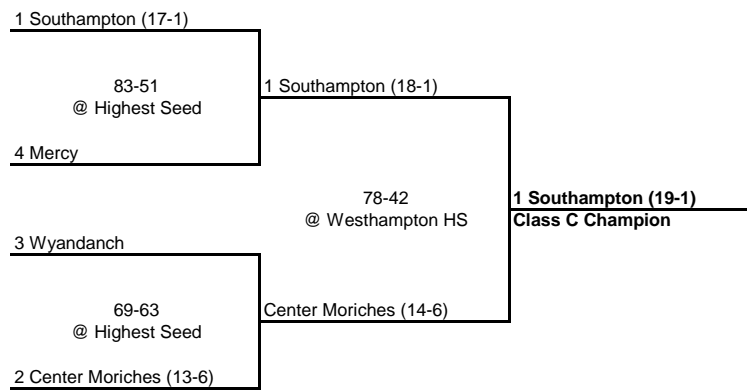 1 Southampton (17-1)
83-51
@ Highest Seed
1 Southampton (18-1)
4 Mercy
78-42
@ Westhampton HS
1 Southampton (19-1)
Class C Champion
3 Wyandanch
69-63
@ Highest Seed
Center Moriches (14-6)
2 Center Moriches (13-6)